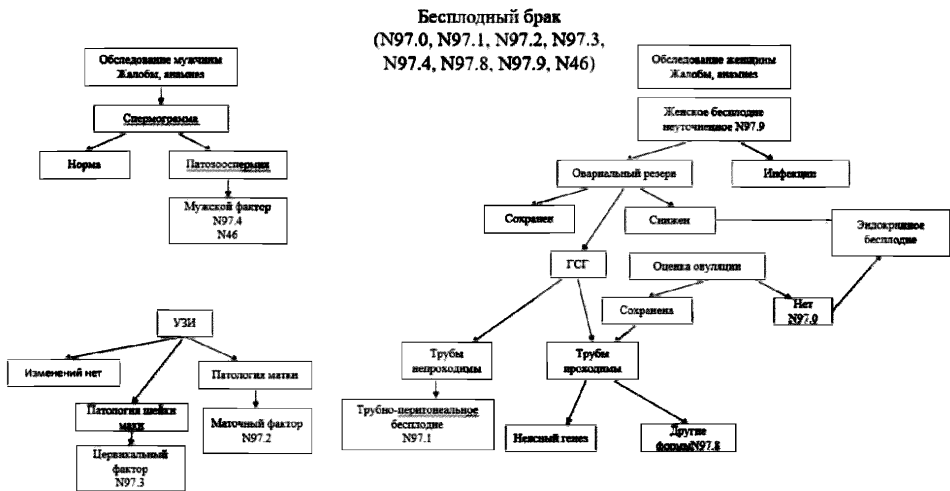 Бесплодный брак
(N97.0, N97.1, N97.2, N97.3,
N97.4, N97.8, N97.9, N46)
Обследование мужчины
Жалобы, анамнез
Спермограмма
Норма
Патозооспермия
Мужской фактор
N97.4
N46
УЗИ
Изменений нет
Патология матки
Патология шейки
маки
Маточный фактор
N97.2
Цервикальный
фактор
N97.3
Обследование женщины
Жалобы, анамнез
Женское бесплодие
неуточненное N97.9
Овариальный резерв
Инфекции
Сохранен
Снижен
Эндокринное
бесплодие
ГСГ
Оценка овуляции
Сохранена
Нет
N97.0
Трубы
непроходимы
Трубы
проходимы
Трубно-перитонеальное
бесплодие
N97.1
Неясный генез
Другие
формыN97.8